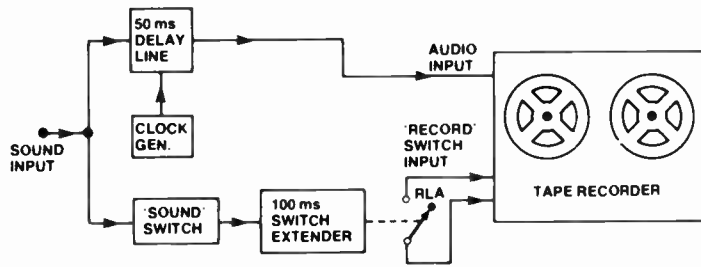 50 ms
DELAY
LINE
AUDIO
INPUT
CLOCK
GEN.
SOUND
INPUT
'RECORD'
SWITCH
INPUT
RLA
TAPE RECORDER
'SOUND'
SWITCH
100 ms
SWITCH
EXTENDER